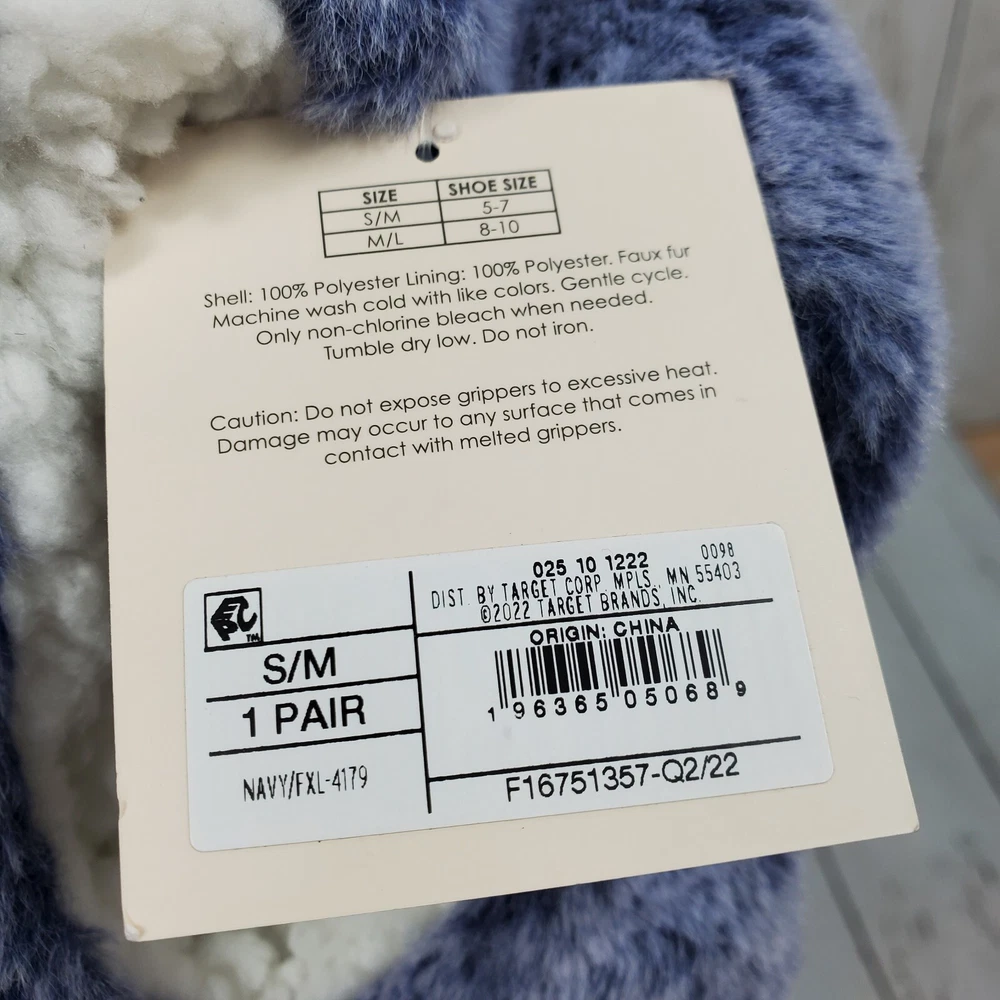 SIZE SHOE SIZE
S/M 5-7
M/L 8-10
Shell: 100% Polyester Lining: 100% Polyester. Faux fur
Machine wash cold with like colors. Gentle cycle.
Only non-chlorine bleach when needed.
Tumble dry low. Do not iron.
Caution: Do not expose grippers to excessive heat.
Damage may occur to any surface that comes in
contact with melted grippers.
TM
S/M
1 PAIR
NAVY/FXL-4179
025 10 1222 0098
DIST. BY TARGET CORP. MPLS., MN 55403
©2022 TARGET BRANDS, INC.
ORIGIN: CHINA
1 96365 05068 9
F16751357-Q2/22